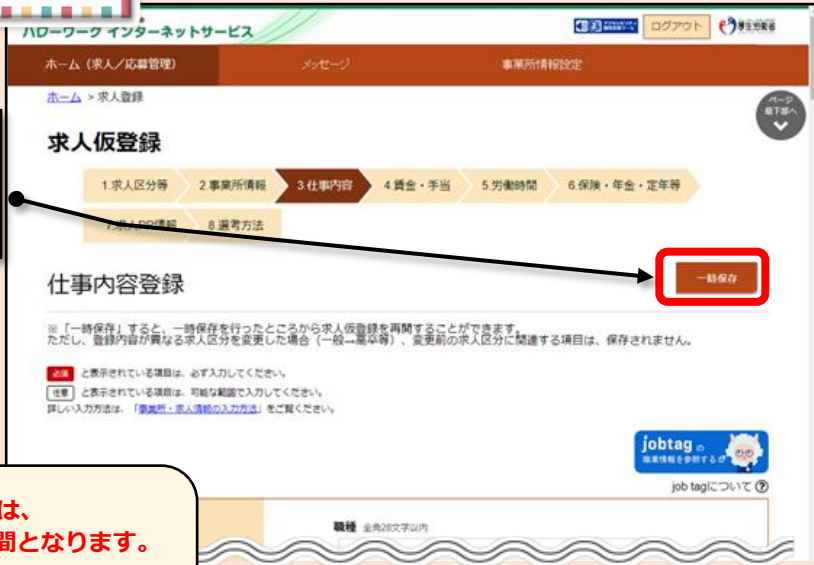 ハローワーク インターネットサービス
ログアウト
厚生労働省
ホーム（求人／応募管理）
メッセージ
事業所情報設定
ホーム > 求人登録
ページ
最下部へ
求人仮登録
1.求人区分等
2.事業所情報
3.仕事内容
4.賃金・手当
5.労働時間
6.保険・年金・定年等
7.求人PR情報
8.選考方法
仕事内容登録
一時保存
※「一時保存」すると、一時保存を行ったところから求人仮登録を再開することができます。
ただし、登録内容が異なる求人区分を変更した場合（一般→高卒等）、変更前の求人区分に関連する項目は、保存されません。
必須 と表示されている項目は、必ず入力してください。
任意 と表示されている項目は、可能な範囲で入力してください。
詳しい入力方法は、「事業所・求人情報の入力方法」をご覧ください。
jobtag の
職業情報を参照する
job tagについて ?
職種 全角28文字以内
は、
間となります。